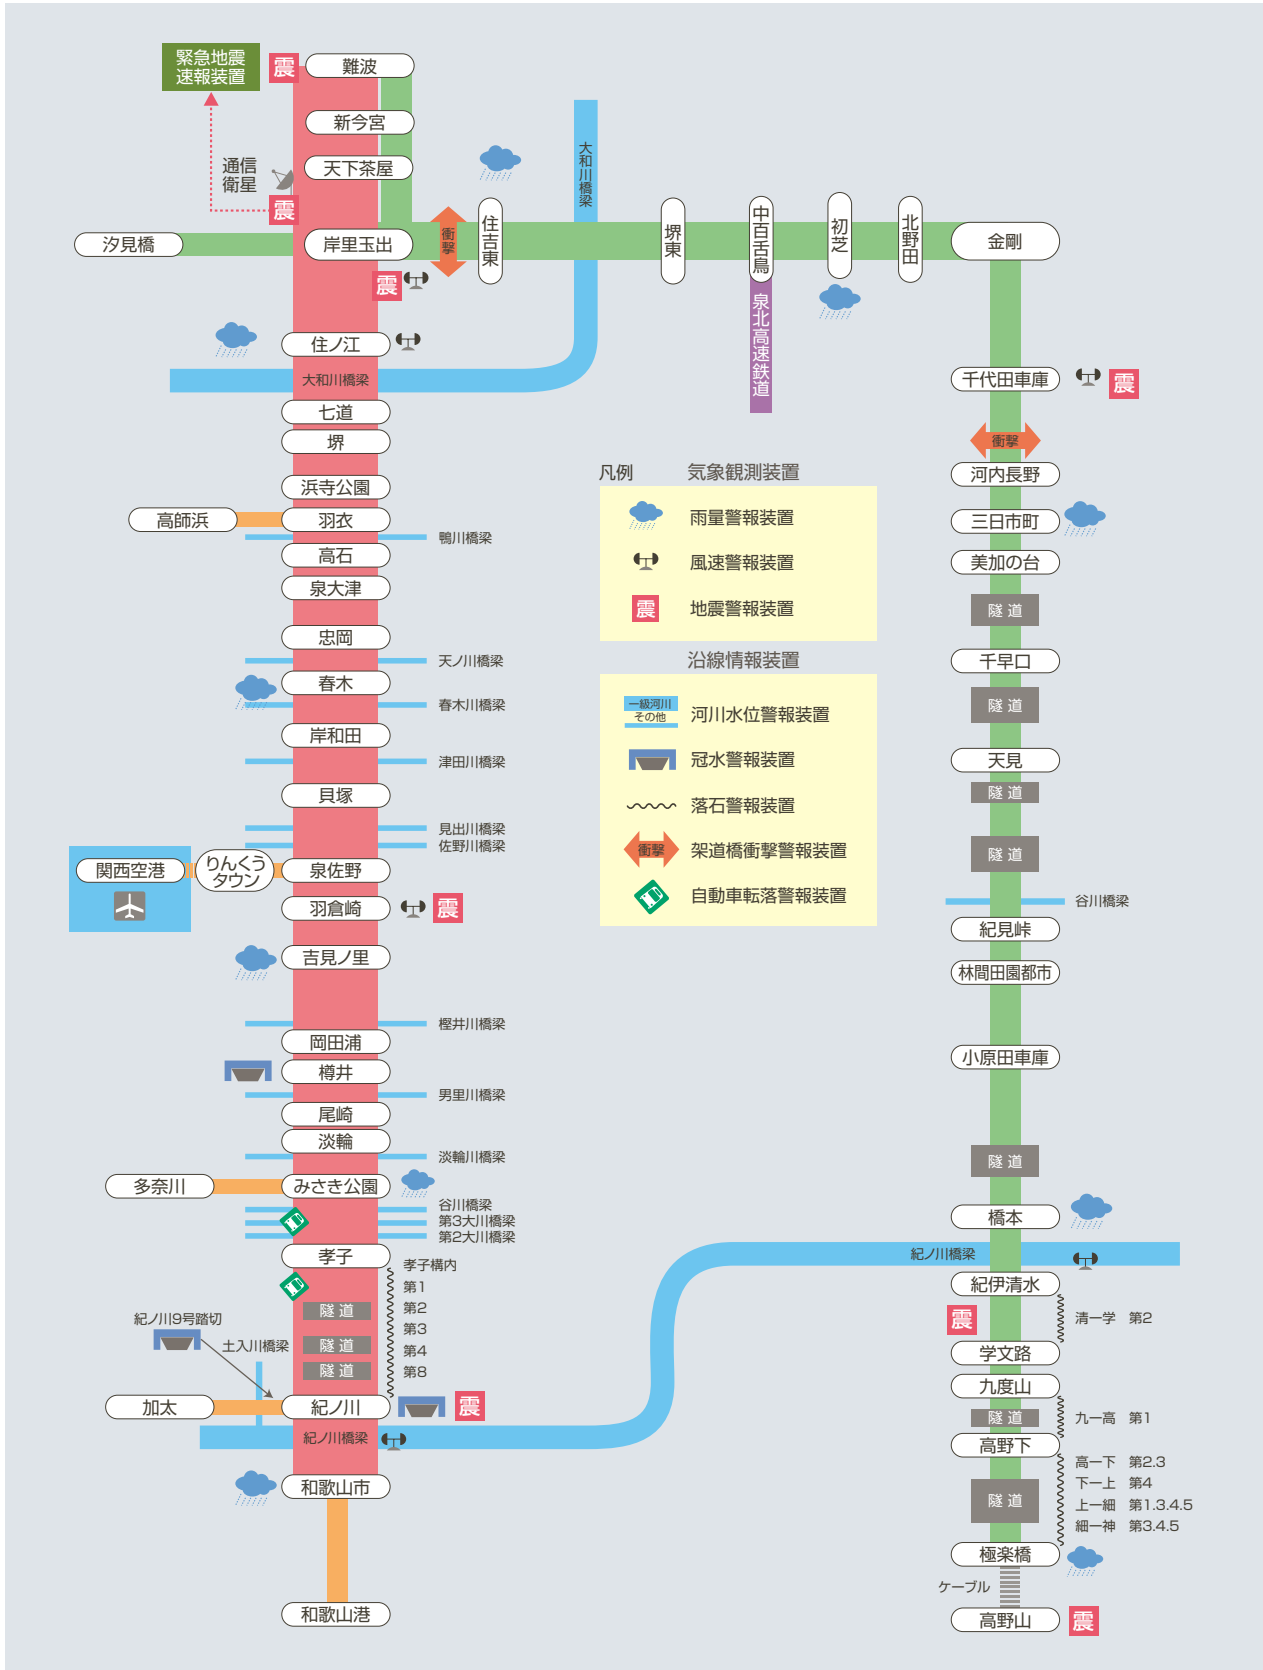 緊急地震
速報装置
震
難波
新今宮
天下茶屋
通信
衛星
震
汐見橋
岸里玉出
衝撃
住吉東
大和川橋梁
堺東
中百舌鳥
初芝
北野田
金剛
震
泉北高速鉄道
住ノ江
大和川橋梁
七道
堺
浜寺公園
高師浜
羽衣
鴨川橋梁
高石
泉大津
忠岡
天ノ川橋梁
春木
春木川橋梁
岸和田
津田川橋梁
貝塚
見出川橋梁
佐野川橋梁
関西空港
りんくう
タウン
泉佐野
羽倉崎
震
吉見ノ里
樫井川橋梁
岡田浦
樽井
男里川橋梁
尾崎
淡輪
淡輪川橋梁
多奈川
みさき公園
谷川橋梁
第3大川橋梁
第2大川橋梁
孝子
孝子構内
第1
第2
第3
第4
第8
隧道
隧道
隧道
紀ノ川9号踏切
土入川橋梁
加太
紀ノ川
震
紀ノ川橋梁
和歌山市
和歌山港
凡例
気象観測装置
雨量警報装置
風速警報装置
震
地震警報装置
沿線情報装置
一級河川
その他
河川水位警報装置
冠水警報装置
落石警報装置
衝撃
架道橋衝撃警報装置
自動車転落警報装置
千代田車庫
震
衝撃
河内長野
三日市町
美加の台
隧道
千早口
隧道
天見
隧道
隧道
谷川橋梁
紀見峠
林間田園都市
小原田車庫
隧道
橋本
紀ノ川橋梁
紀伊清水
震
清一学 第2
学文路
九度山
隧道
九一高 第1
高野下
高一下 第2.3
下一上 第4
上一細 第1.3.4.5
細一神 第3.4.5
隧道
極楽橋
ケーブル
高野山
震